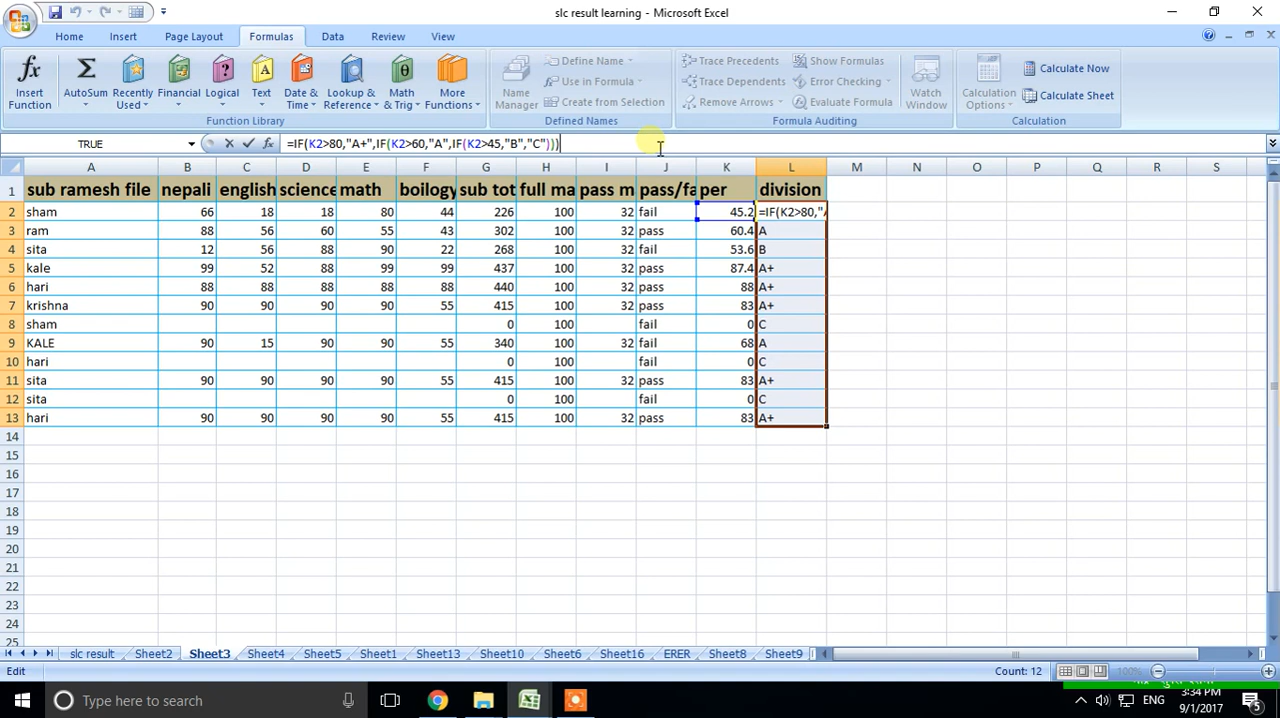 slc result learning - Microsoft Excel
Home Insert Page Layout Formulas Data Review View
fx Insert Function
Σ AutoSum
Recently Used
Financial
Logical
A Text
Date & Time
Lookup & Reference
θ Math & Trig
More Functions
Function Library
Name Manager
Define Name
Use in Formula
Create from Selection
Defined Names
Trace Precedents
Trace Dependents
Remove Arrows
Show Formulas
Error Checking
Evaluate Formula
Formula Auditing
Watch Window
Calculation Options
Calculate Now
Calculate Sheet
Calculation
TRUE fx =IF(K2>80,"A+",IF(K2>60,"A",IF(K2>45,"B","C")))
A B C D E F G H I J K L M N O P Q R S
1 sub ramesh file nepali english science math boilogy sub tot full ma pass m pass/fa per division
2 sham 66 18 18 80 44 226 100 32 fail 45.2 =IF(K2>80,"A
3 ram 88 56 60 55 43 302 100 32 pass 60.4 A
4 sita 12 56 88 90 22 268 100 32 fail 53.6 B
5 kale 99 52 88 99 99 437 100 32 pass 87.4 A+
6 hari 88 88 88 88 88 440 100 32 pass 88 A+
7 krishna 90 90 90 90 55 415 100 32 pass 83 A+
8 sham 0 100 32 fail 0 C
9 KALE 90 15 90 90 55 340 100 32 fail 68 A
10 hari 0 100 32 fail 0 C
11 sita 90 90 90 90 55 415 100 32 pass 83 A+
12 sita 0 100 32 fail 0 C
13 hari 90 90 90 90 55 415 100 32 pass 83 A+
14
15
16
17
18
19
20
21
22
23
24
25
slc result Sheet2 Sheet3 Sheet4 Sheet5 Sheet1 Sheet13 Sheet10 Sheet6 Sheet16 ERER Sheet8 Sheet9
Edit Count: 12 100%
Type here to search
ENG
3:34 PM
9/1/2017
5